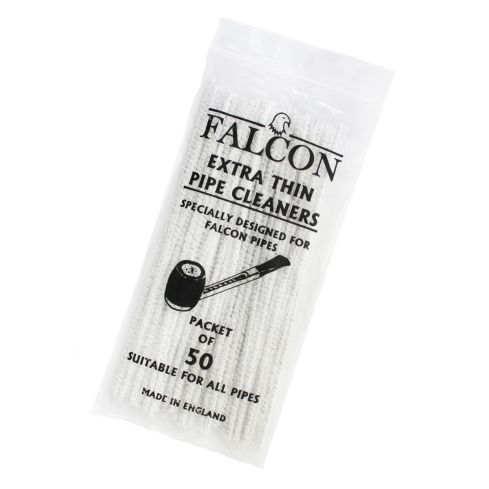 FALCON
EXTRA THIN
PIPE CLEANERS
SPECIALLY DESIGNED FOR
FALCON PIPES
PACKET
OF
50
SUITABLE FOR ALL PIPES
MADE IN ENGLAND